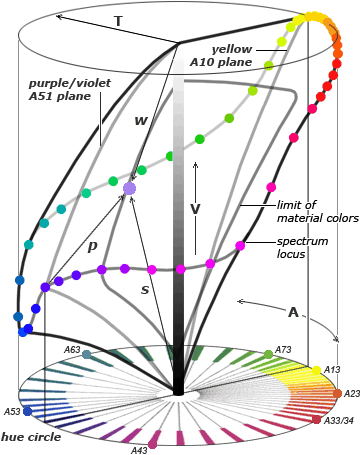 T
yellow
A10 plane
purple/violet
A51 plane
w
V
limit of
material colors
p
spectrum
locus
s
A
A63
A73
A13
A23
A53
A33/34
hue circle
A43